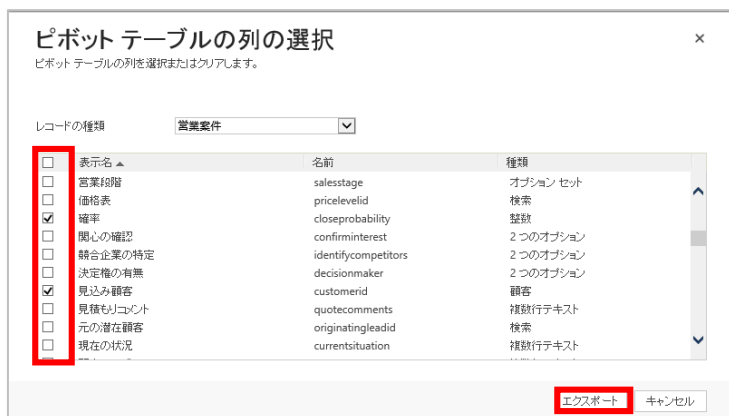 ピボット テーブルの列の選択
ピボット テーブルの列を選択またはクリアします。
レコードの種類 営業案件
表示名 名前 種類
営業段階 salesstage オプション セット
価格表 pricelevelid 検索
確率 closeprobability 整数
関心の確認 confirminterest 2 つのオプション
競合企業の特定 identifycompetitors 2 つのオプション
決定権の有無 decisionmaker 2 つのオプション
見込み顧客 customerid 顧客
見積もりコメント quotecomments 複数行テキスト
元の潜在顧客 originatingleadid 検索
現在の状況 currentsituation 複数行テキスト
エクスポート キャンセル